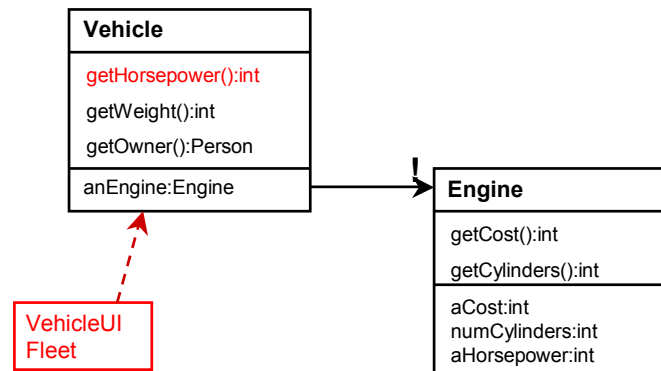 Vehicle
getHorsepower():int
getWeight():int
getOwner():Person
anEngine:Engine
!
Engine
getCost():int
getCylinders():int
aCost:int
numCylinders:int
aHorsepower:int
VehicleUI
Fleet